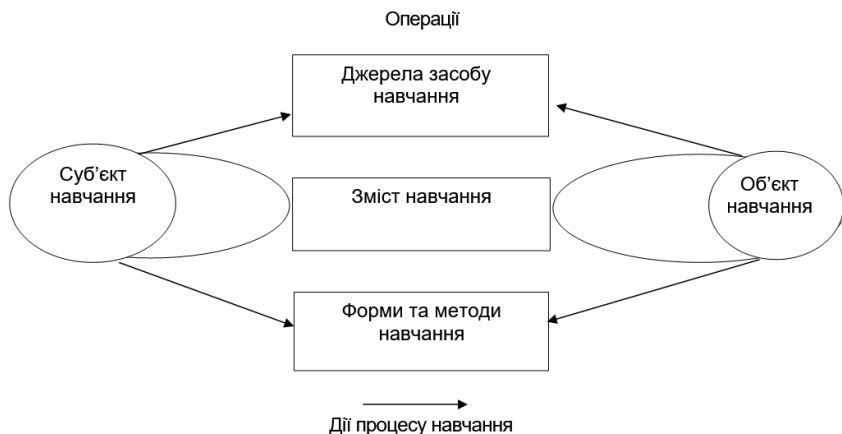 Операції
Джерела засобу
навчання
Суб’єкт
навчання
Зміст навчання
Об’єкт
навчання
Форми та методи
навчання
Дії процесу навчання